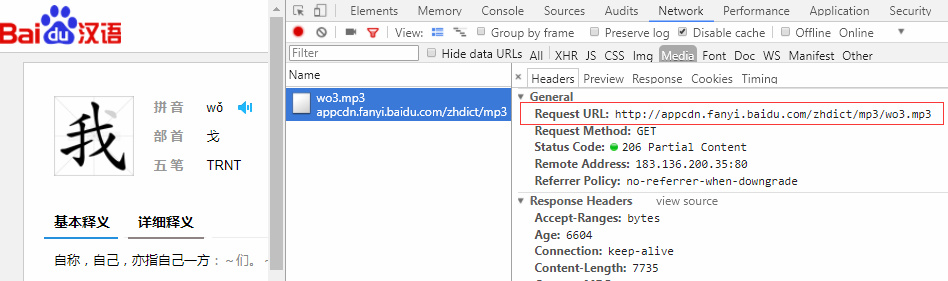 Bai du 汉语
我
拼音 wǒ
部首 戈
五笔 TRNT
基本释义 详细释义
自称，自己，亦指自己一方：～们。～
Elements Memory Console Sources Audits Network Performance Application Security
View: Group by frame Preserve log Disable cache Offline Online
Filter Hide data URLs All XHR JS CSS Img Media Font Doc WS Manifest Other
Name
wo3.mp3
appcdn.fanyi.baidu.com/zhdict/mp3
× Headers Preview Response Cookies Timing
General
Request URL: http://appcdn.fanyi.baidu.com/zhdict/mp3/wo3.mp3
Request Method: GET
Status Code: 206 Partial Content
Remote Address: 183.136.200.35:80
Referrer Policy: no-referrer-when-downgrade
Response Headers view source
Accept-Ranges: bytes
Age: 6604
Connection: keep-alive
Content-Length: 7735